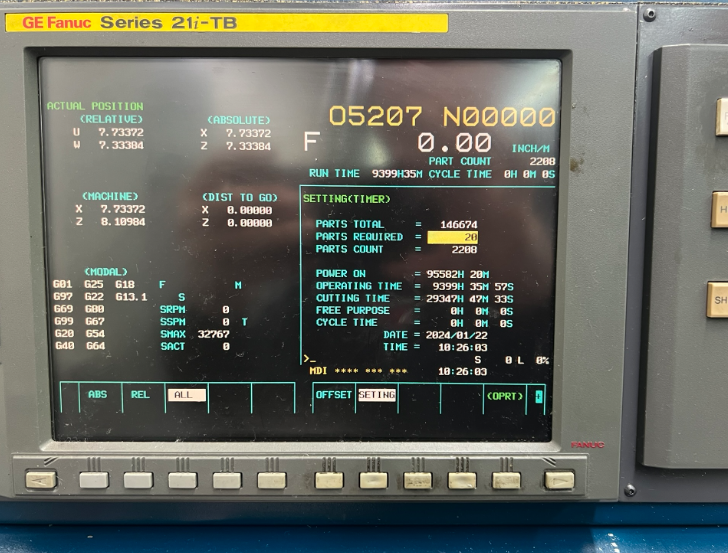 GE Fanuc Series 21i-TB
ACTUAL POSITION
(RELATIVE) (ABSOLUTE)
U 7.73372 X 7.73372
W 7.33384 Z 7.33384
(MACHINE) (DIST TO GO)
X 7.73372 X 0.00000
Z 8.10984 Z 0.00000
(MODAL)
G01 G25 G18 F M
G97 G22 G13.1 S
G69 G80 SRPM 0
G99 G67 SSPM 0 T
G20 G54 SMAX 32767
G40 G64 SACT 0
O5207 N00000
F 0.00 INCH/M
PART COUNT 2208
RUN TIME 9399H35M CYCLE TIME 0H 0M 0S
SETTING(TIMER)
PARTS TOTAL = 146674
PARTS REQUIRED = 20
PARTS COUNT = 2208
POWER ON = 95582H 20M
OPERATING TIME = 9399H 35M 57S
CUTTING TIME = 29347H 47M 33S
FREE PURPOSE = 0H 0M 0S
CYCLE TIME = 0H 0M 0S
DATE = 2024/01/22
TIME = 10:26:03
>_
S 0 L 0%
MDI **** *** *** 10:26:03
ABS REL ALL OFFSET SETING (OPRT) +
FANUC
H
SH